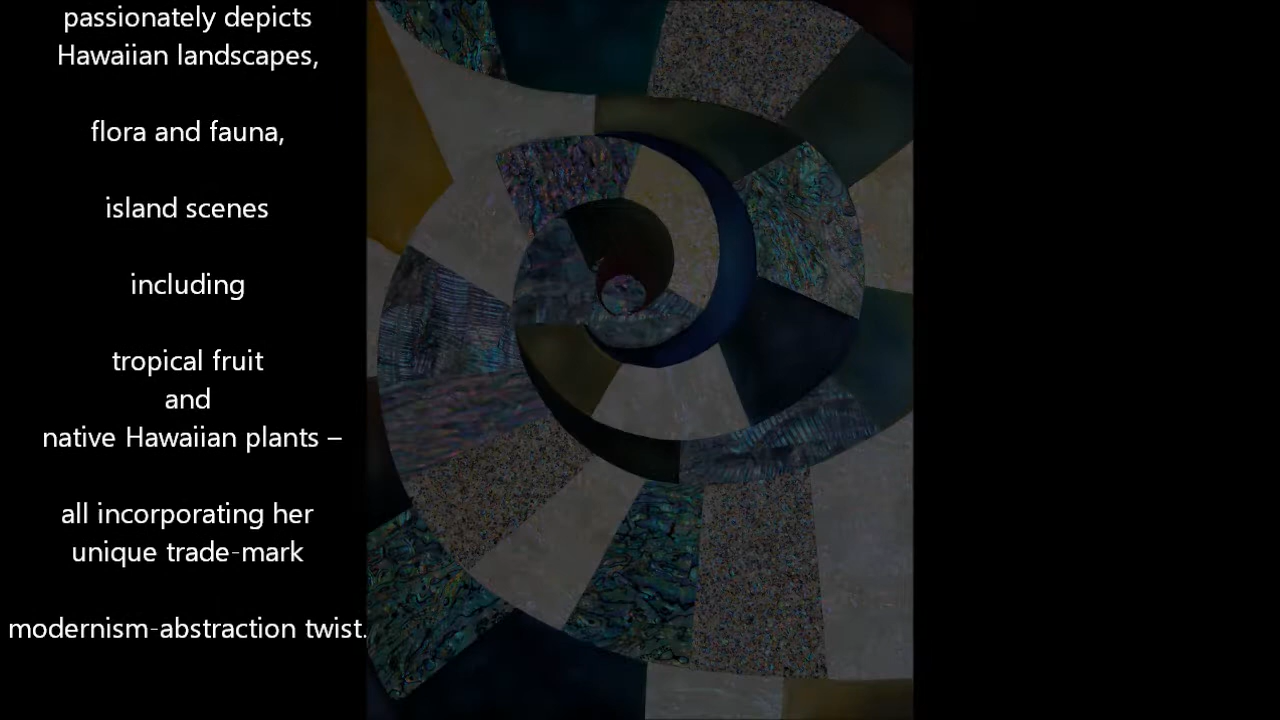 passionately depicts
Hawaiian landscapes,
flora and fauna,
island scenes
including
tropical fruit
and
native Hawaiian plants –
all incorporating her
unique trade-mark
modernism-abstraction twist.